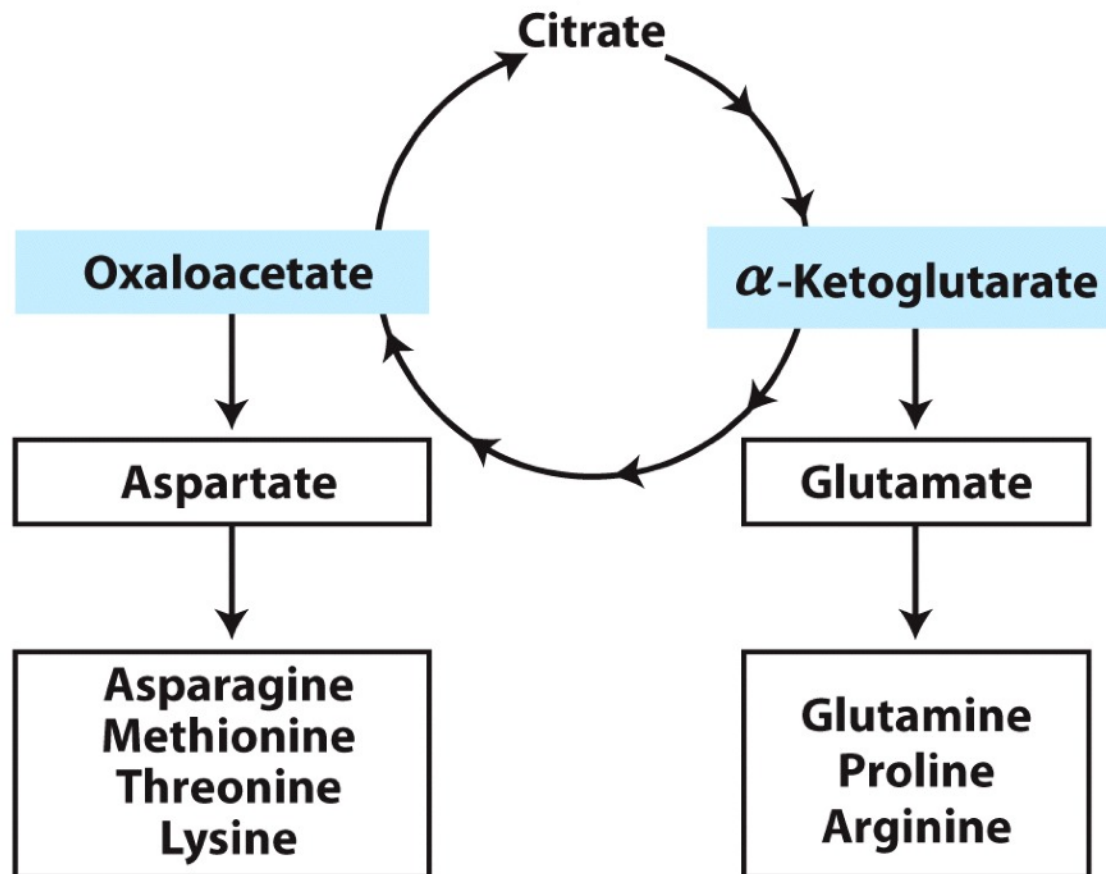 Citrate
Oxaloacetate
α-Ketoglutarate
Aspartate
Glutamate
Asparagine
Methionine
Threonine
Lysine
Glutamine
Proline
Arginine